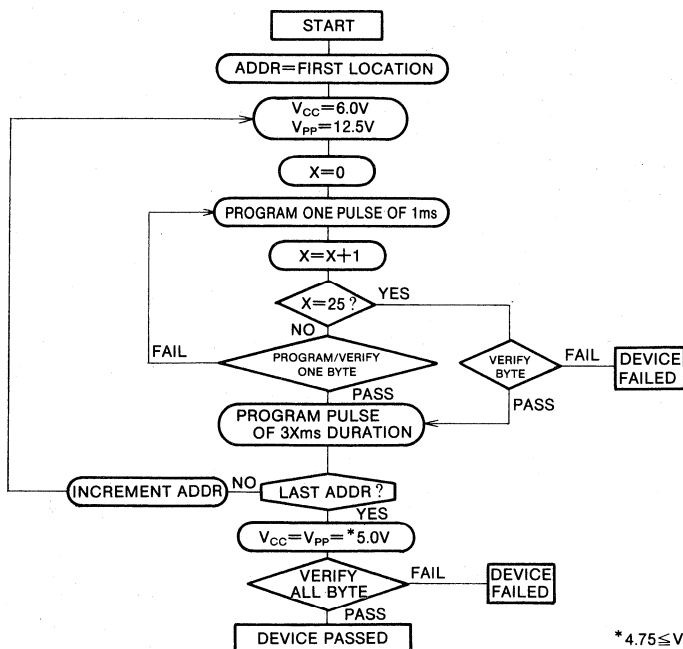 START
ADDR=FIRST LOCATION
VCC=6.0V
VPP=12.5V
X=0
PROGRAM ONE PULSE OF 1ms
X=X+1
X=25?
YES
NO
FAIL
PROGRAM/VERIFY
ONE BYTE
PASS
VERIFY
BYTE
FAIL
DEVICE
FAILED
PASS
PROGRAM PULSE
OF 3Xms DURATION
INCREMENT ADDR
NO
LAST ADDR?
YES
VCC=VPP=*5.0V
VERIFY
ALL BYTE
FAIL
DEVICE
FAILED
PASS
DEVICE PASSED
*4.75≦V